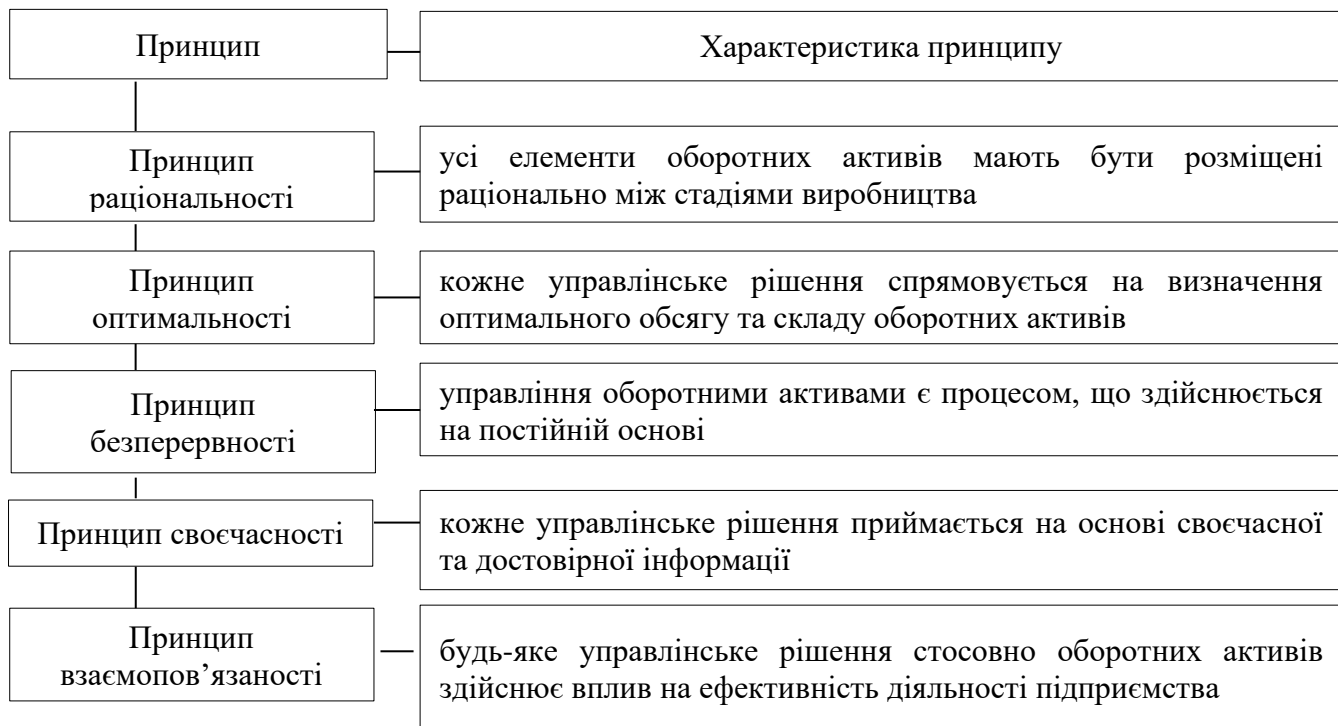 Принцип
Характеристика принципу
Принцип
раціональності
усі елементи оборотних активів мають бути розміщені
раціонально між стадіями виробництва
Принцип
оптимальності
кожне управлінське рішення спрямовується на визначення
оптимального обсягу та складу оборотних активів
Принцип
безперервності
управління оборотними активами є процесом, що здійснюється
на постійній основі
Принцип своєчасності
кожне управлінське рішення приймається на основі своєчасної
та достовірної інформації
Принцип
взаємопов’язаності
будь-яке управлінське рішення стосовно оборотних активів
здійснює вплив на ефективність діяльності підприємства